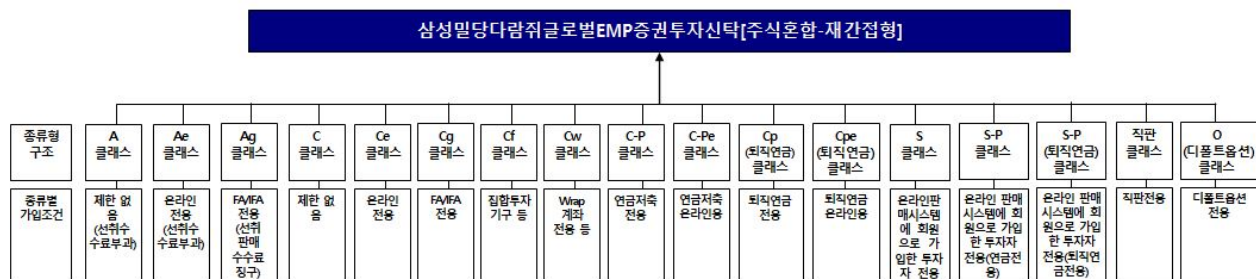 삼성밀당다람쥐글로벌EMP증권투자신탁[주식혼합-재간접형]
종류형
구조
A
클래스
Ae
클래스
Ag
클래스
C
클래스
Ce
클래스
Cg
클래스
Cf
클래스
Cw
클래스
C-P
클래스
C-Pe
클래스
Cp
(퇴직연금)
클래스
Cpe
(퇴직연금)
클래스
S
클래스
S-P
클래스
S-P
(퇴직연금)
클래스
직판
클래스
O
(디폴트옵션)
클래스
종류별
가입조건
제한 없
음
(선취수
수료부과)
온라인
전용
(선취수
수료부과)
FA/IFA
전용
(선취
판매
수수료
징구)
제한 없
음
온라인
전용
FA/IFA
전용
집합투자
기구 등
Wrap
계좌
전용 등
연금저축
전용
연금저축
온라인용
퇴직연금
전용
퇴직연금
온라인용
온라인판
매시스템
에 회원
으로 가
입한 투자
자 전용
온라인 판매
시스템에 회
원으로 가입
한 투자자
전용(연금전
용)
온라인 판매
시스템에 회
원으로 가입
한 투자자
전용(퇴직연
금전용)
직판전용
디폴트옵션
전용